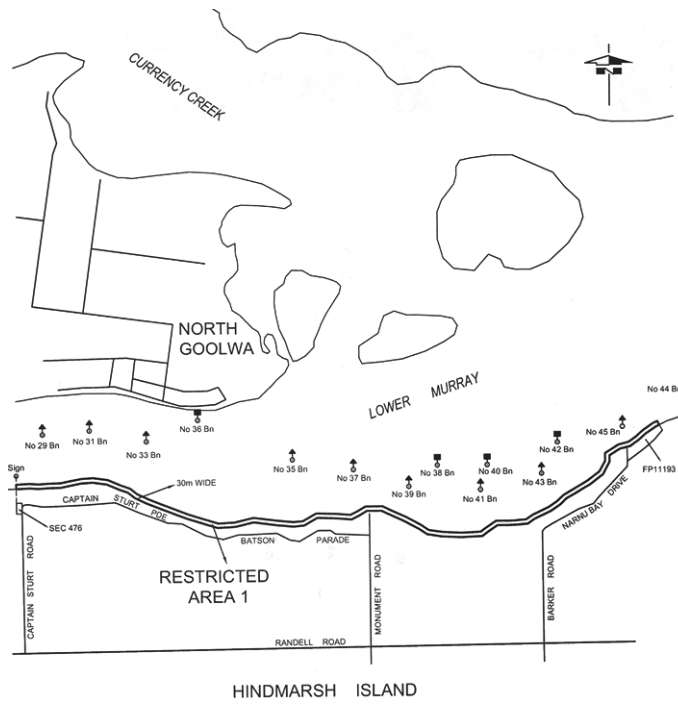 CURRENCY CREEK
NORTH
GOOLWA
LOWER MURRAY
No 44 Bn
No 36 Bn
No 45 Bn
No 31 Bn
No 29 Bn
No 33 Bn
No 42 Bn
No 35 Bn
No 37 Bn
No 38 Bn
No 40 Bn
No 43 Bn
No 39 Bn
No 41 Bn
Sign
FP11193
30m WIDE
CAPTAIN STURT PDE
SEC 476
NARNU BAY DRIVE
BATSON PARADE
RESTRICTED
AREA 1
CAPTAIN STURT ROAD
MONUMENT ROAD
BARKER ROAD
RANDELL ROAD
HINDMARSH ISLAND